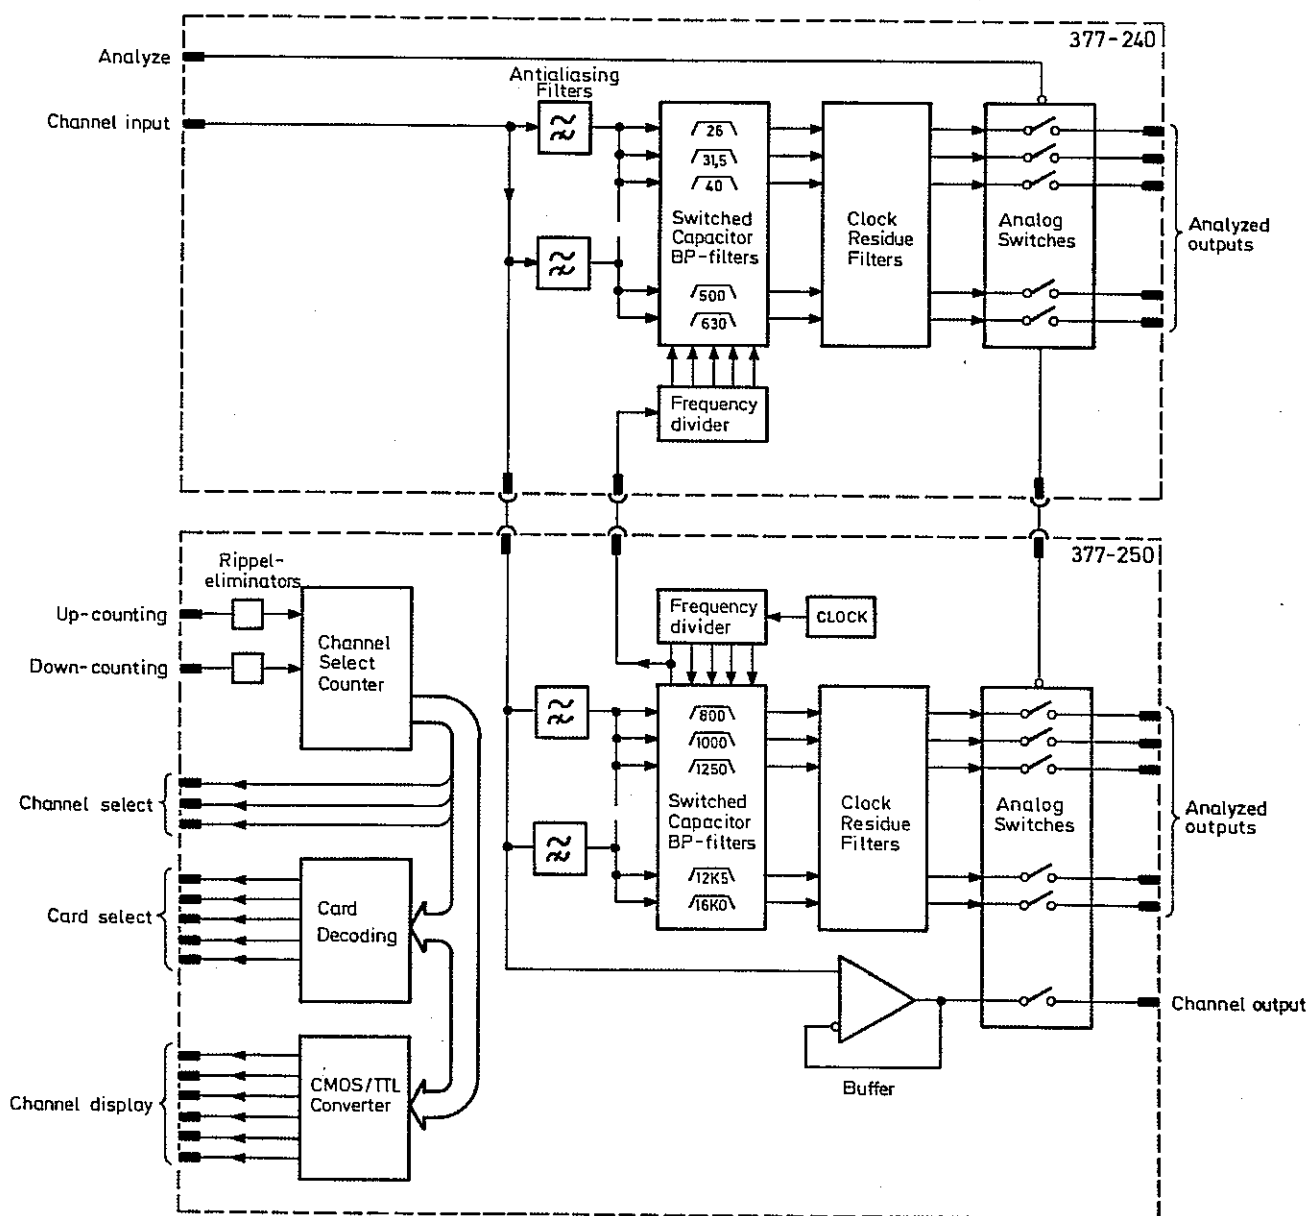 377-240
Analyze
Channel input
Antialiasing
Filters
26
31,5
40
Switched
Capacitor
BP-filters
500
630
Clock
Residue
Filters
Analog
Switches
Analyzed
outputs
Frequency
divider
377-250
Rippel-
eliminators
Up-counting
Down-counting
Channel
Select
Counter
Frequency
divider
CLOCK
800
1000
1250
Switched
Capacitor
BP-filters
12K5
16K0
Clock
Residue
Filters
Analog
Switches
Analyzed
outputs
Channel select
Card select
Card
Decoding
Channel output
Buffer
Channel display
CMOS/TTL
Converter